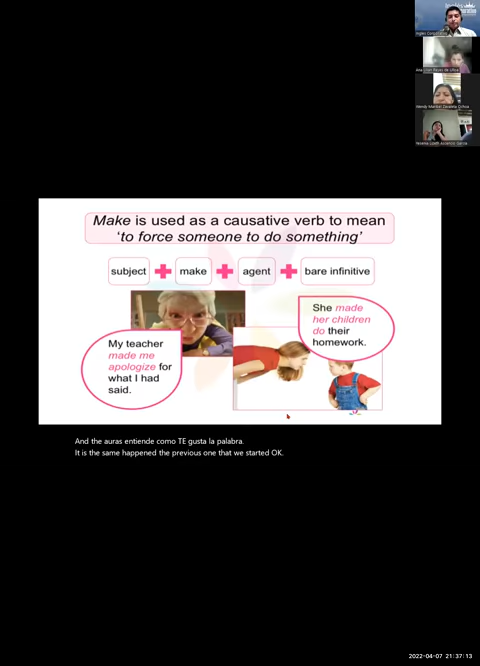 Make is used as a causative verb to mean
'to force someone to do something'
subject + make + agent + bare infinitive
She made
her children
do their
homework.
My teacher
made me
apologize for
what I had
said.
And the auras entiende como TE gusta la palabra.
It is the same happened the previous one that we started OK.
2022-04-07 21:37:13